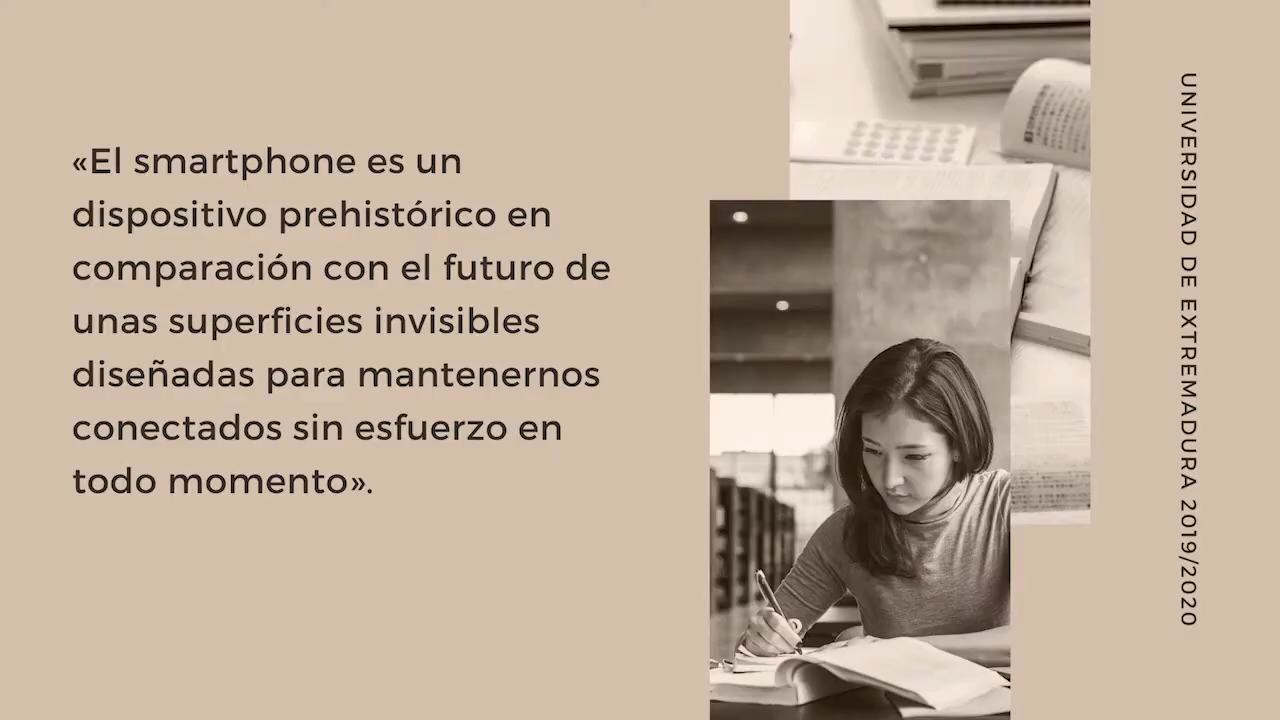 «El smartphone es un
dispositivo prehistórico en
comparación con el futuro de
unas superficies invisibles
diseñadas para mantenernos
conectados sin esfuerzo en
todo momento».
UNIVERSIDAD DE EXTREMADURA 2019/2020